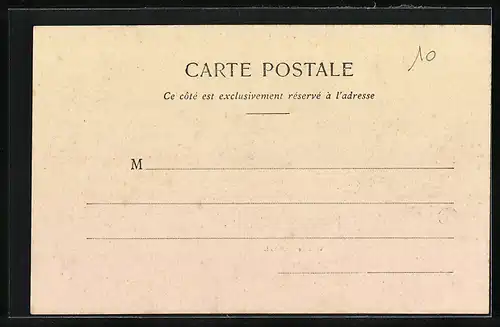 10
CARTE POSTALE
Ce côté est exclusivement réservé à l'adresse
M